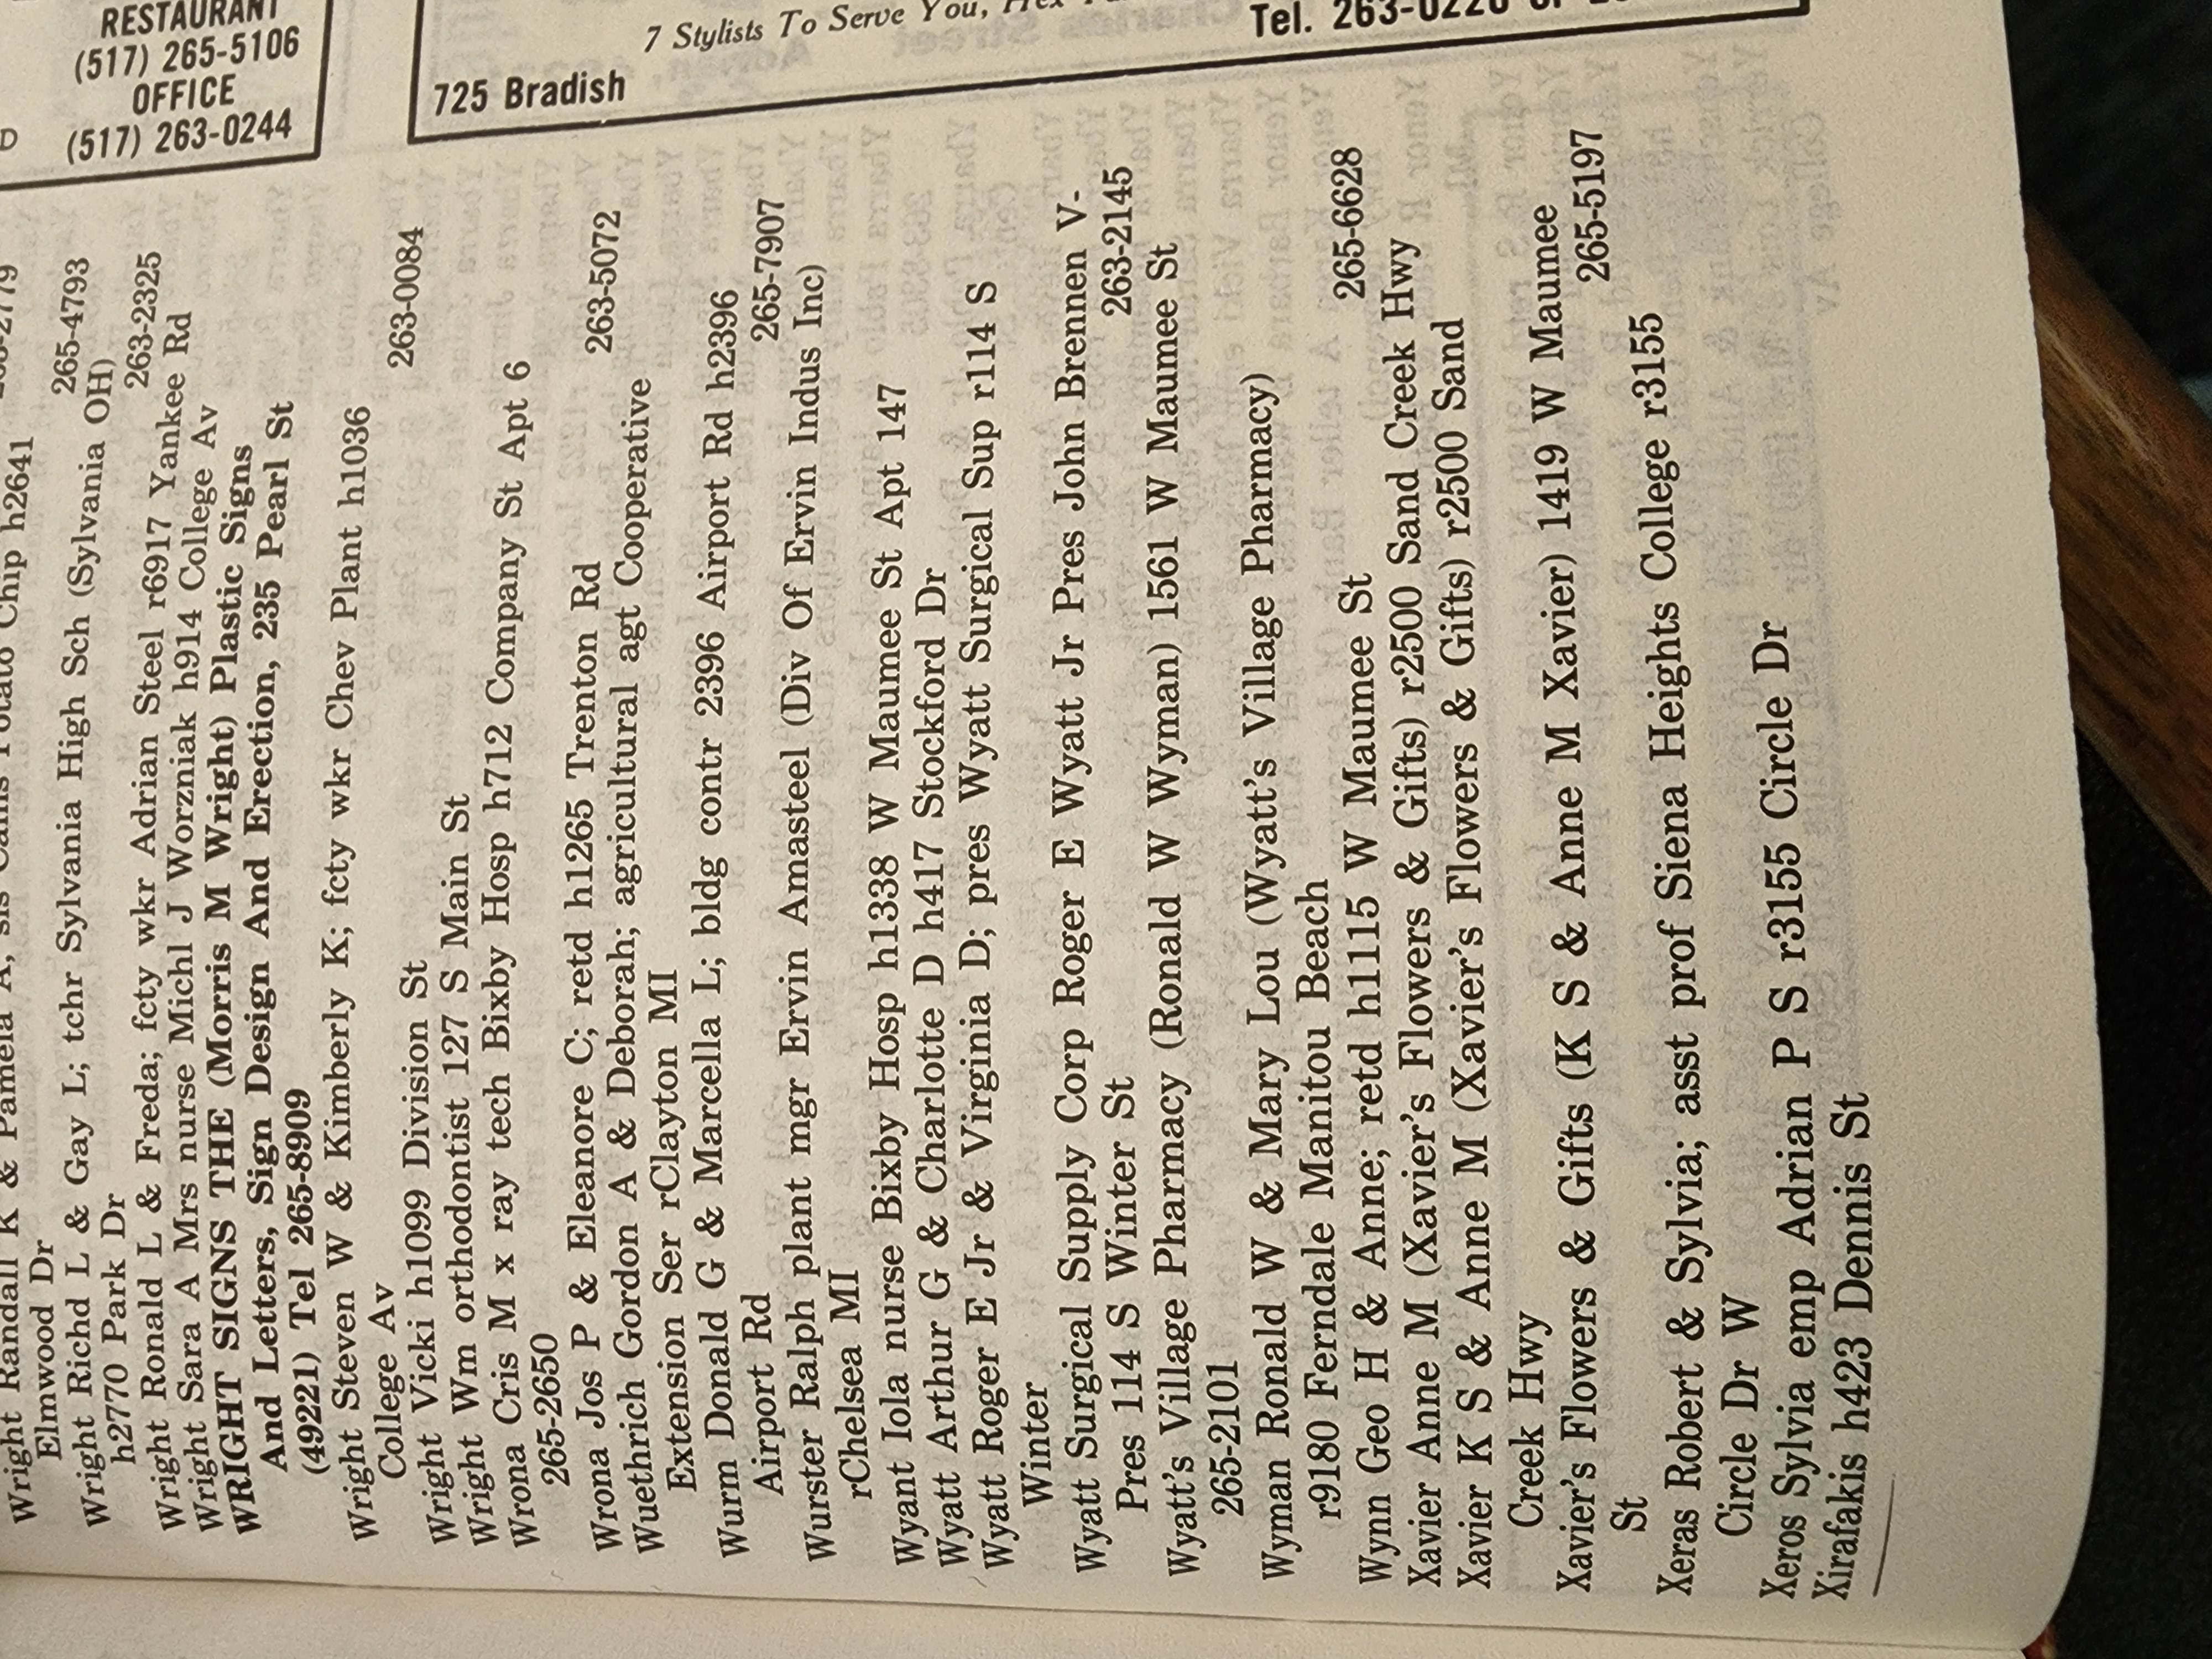 RESTAURANT
(517) 265-5106
OFFICE
(517) 263-0244
7 Stylists To Serve You,
725 Bradish
Tel. 263-0220 or
Wright Randall K & Pamela A; sls Cains Potato Chip h2641
Elmwood Dr
Wright Richd L & Gay L; tchr Sylvania High Sch (Sylvania OH)
h2770 Park Dr 265-4793
Wright Ronald L & Freda; fcty wkr Adrian Steel r6917 Yankee Rd
263-2325
Wright Sara A Mrs nurse Michl J Worzniak h914 College Av
WRIGHT SIGNS THE (Morris M Wright) Plastic Signs
And Letters, Sign Design And Erection, 235 Pearl St
(49221) Tel 265-8909
Wright Steven W & Kimberly K; fcty wkr Chev Plant h1036
College Av 263-0084
Wright Vicki h1099 Division St
Wright Wm orthodontist 127 S Main St
Wrona Cris M x ray tech Bixby Hosp h712 Company St Apt 6
265-2650
Wrona Jos P & Eleanore C; retd h1265 Trenton Rd 263-5072
Wuethrich Gordon A & Deborah; agricultural agt Cooperative
Extension Ser rClayton MI
Wurm Donald G & Marcella L; bldg contr 2396 Airport Rd h2396
Airport Rd 265-7907
Wurster Ralph plant mgr Ervin Amasteel (Div Of Ervin Indus Inc)
rChelsea MI
Wyant Iola nurse Bixby Hosp h1338 W Maumee St Apt 147
Wyatt Arthur G & Charlotte D h417 Stockford Dr
Wyatt Roger E Jr & Virginia D; pres Wyatt Surgical Sup r114 S
Winter
Wyatt Surgical Supply Corp Roger E Wyatt Jr Pres John Brennen V-
Pres 114 S Winter St 263-2145
Wyatt's Village Pharmacy (Ronald W Wyman) 1561 W Maumee St
265-2101
Wyman Ronald W & Mary Lou (Wyatt's Village Pharmacy)
r9180 Ferndale Manitou Beach
Wynn Geo H & Anne; retd h1115 W Maumee St 265-6628
Xavier Anne M (Xavier's Flowers & Gifts) r2500 Sand Creek Hwy
Xavier K S & Anne M (Xavier's Flowers & Gifts) r2500 Sand
Creek Hwy
Xavier's Flowers & Gifts (K S & Anne M Xavier) 1419 W Maumee
St 265-5197
Xeras Robert & Sylvia; asst prof Siena Heights College r3155
Circle Dr W
Xeros Sylvia emp Adrian P S r3155 Circle Dr
Xirafakis h423 Dennis St